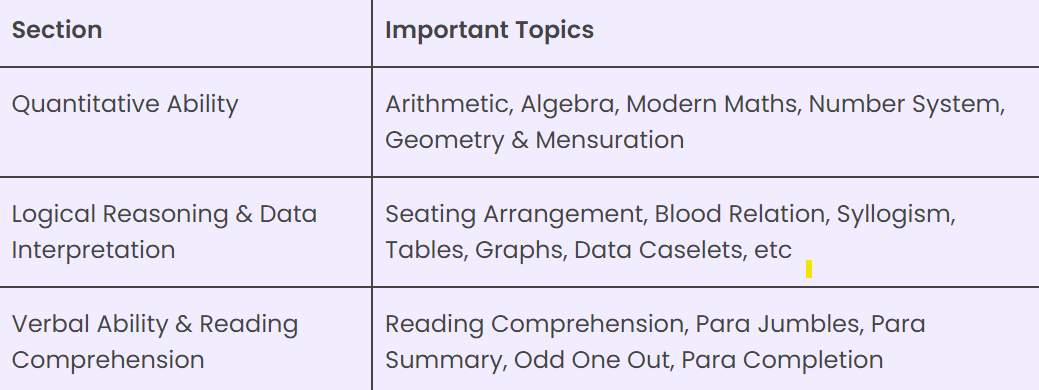 Section
Important Topics
Quantitative Ability
Arithmetic, Algebra, Modern Maths, Number System,
Geometry & Mensuration
Logical Reasoning & Data
Interpretation
Seating Arrangement, Blood Relation, Syllogism,
Tables, Graphs, Data Caselets, etc
Verbal Ability & Reading
Comprehension
Reading Comprehension, Para Jumbles, Para
Summary, Odd One Out, Para Completion